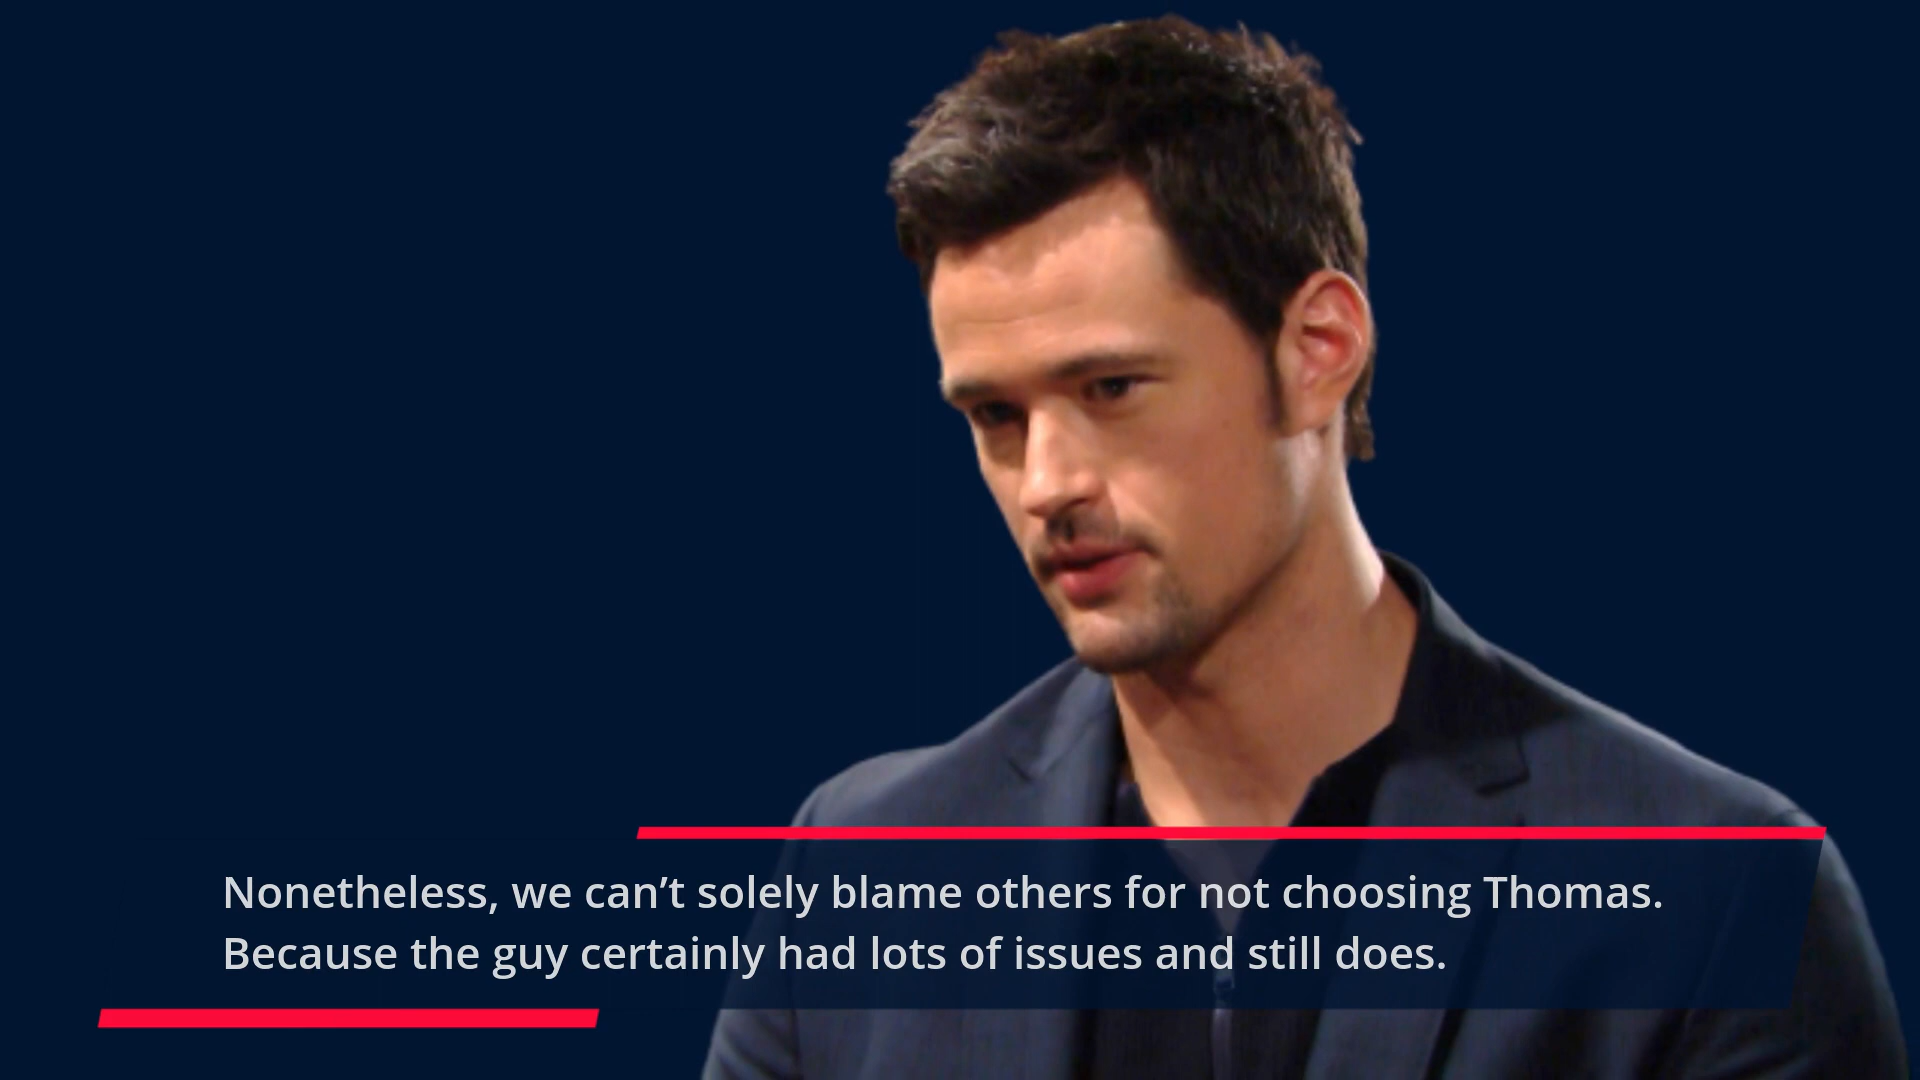 Nonetheless, we can’t solely blame others for not choosing Thomas.
Because the guy certainly had lots of issues and still does.